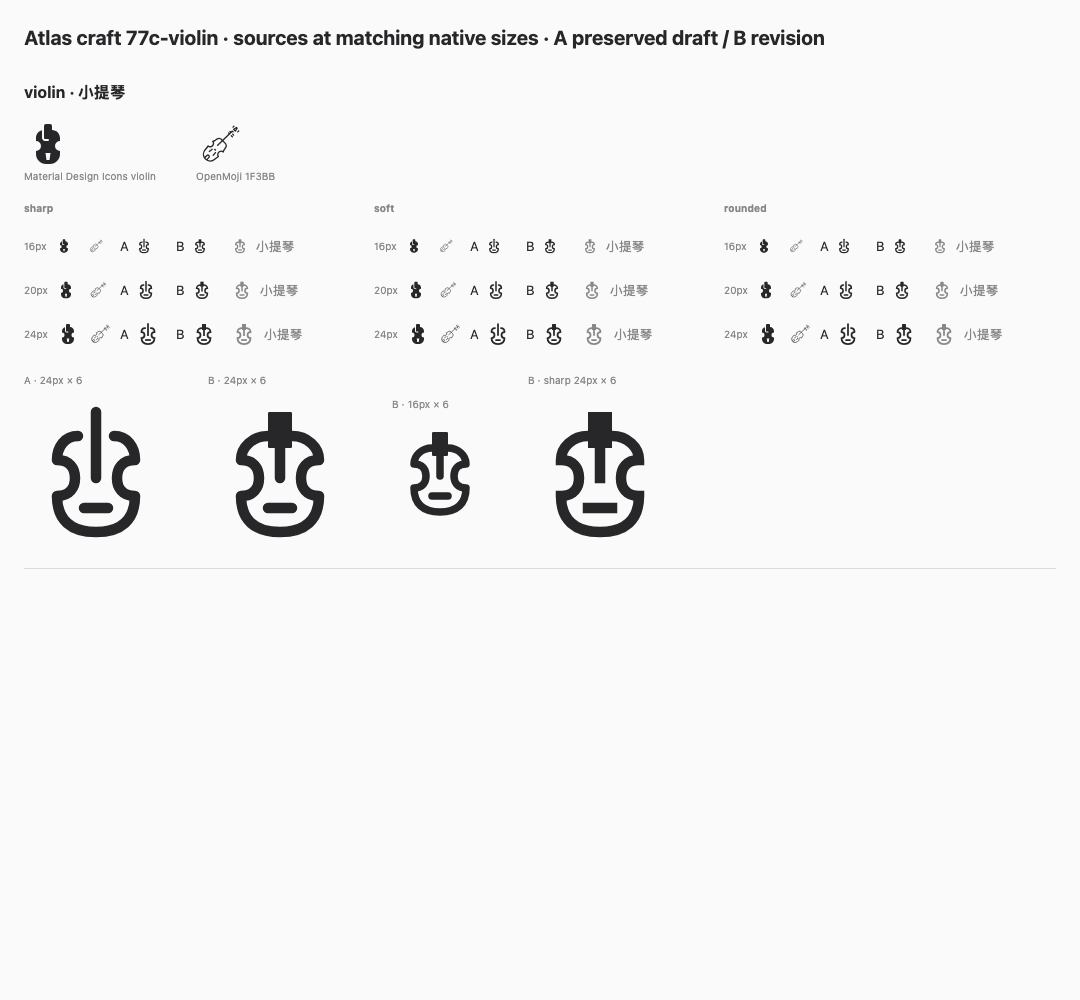 Atlas craft 77c-violin · sources at matching native sizes · A preserved draft / B revision
violin · 小提琴
Material Design Icons violin
OpenMoji 1F3BB
sharp
soft
rounded
16px A B 小提琴
16px A B 小提琴
16px A B 小提琴
20px A B 小提琴
20px A B 小提琴
20px A B 小提琴
24px A B 小提琴
24px A B 小提琴
24px A B 小提琴
A · 24px × 6
B · 24px × 6
B · 16px × 6
B · sharp 24px × 6